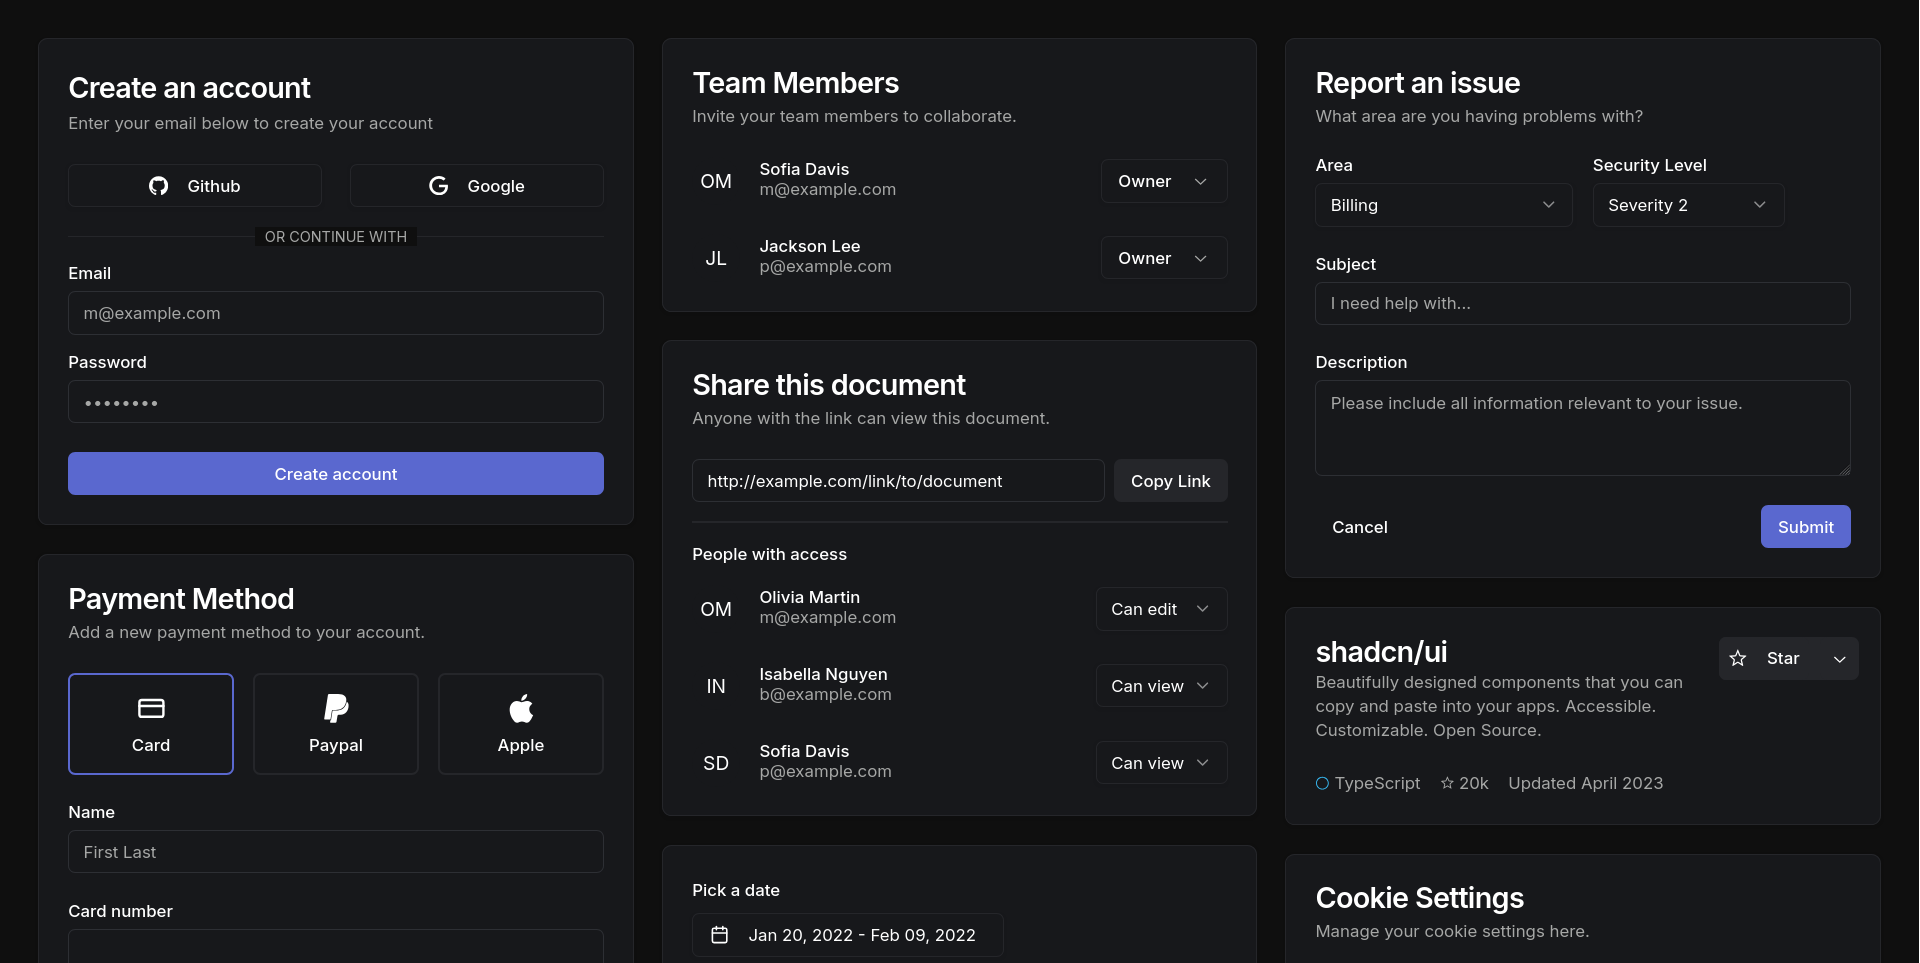 Create an account
Enter your email below to create your account
Github
Google
OR CONTINUE WITH
Email
m@example.com
Password
••••••••
Create account
Payment Method
Add a new payment method to your account.
Card
Paypal
Apple
Name
First Last
Card number
Team Members
Invite your team members to collaborate.
OM
Sofia Davis
m@example.com
Owner
JL
Jackson Lee
p@example.com
Owner
Share this document
Anyone with the link can view this document.
http://example.com/link/to/document
Copy Link
People with access
OM
Olivia Martin
m@example.com
Can edit
IN
Isabella Nguyen
b@example.com
Can view
SD
Sofia Davis
p@example.com
Can view
Pick a date
Jan 20, 2022 - Feb 09, 2022
Report an issue
What area are you having problems with?
Area
Security Level
Billing
Severity 2
Subject
I need help with...
Description
Please include all information relevant to your issue.
Cancel
Submit
shadcn/ui
Star
Beautifully designed components that you can
copy and paste into your apps. Accessible.
Customizable. Open Source.
TypeScript
20k
Updated April 2023
Cookie Settings
Manage your cookie settings here.